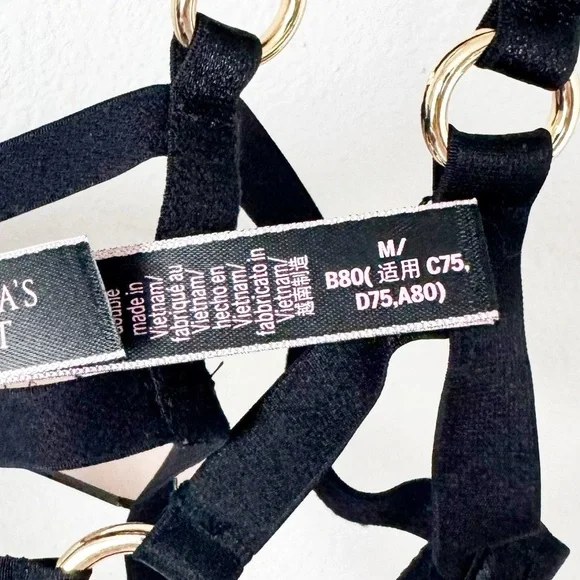 A'S
T
double
made in
Vietnam/
fabriqué au
Vietnam/
hecho en
Vietnam/
fabricato in
Vietnam/
越南制造
M/
B80( 适用 C75,
D75,A80)